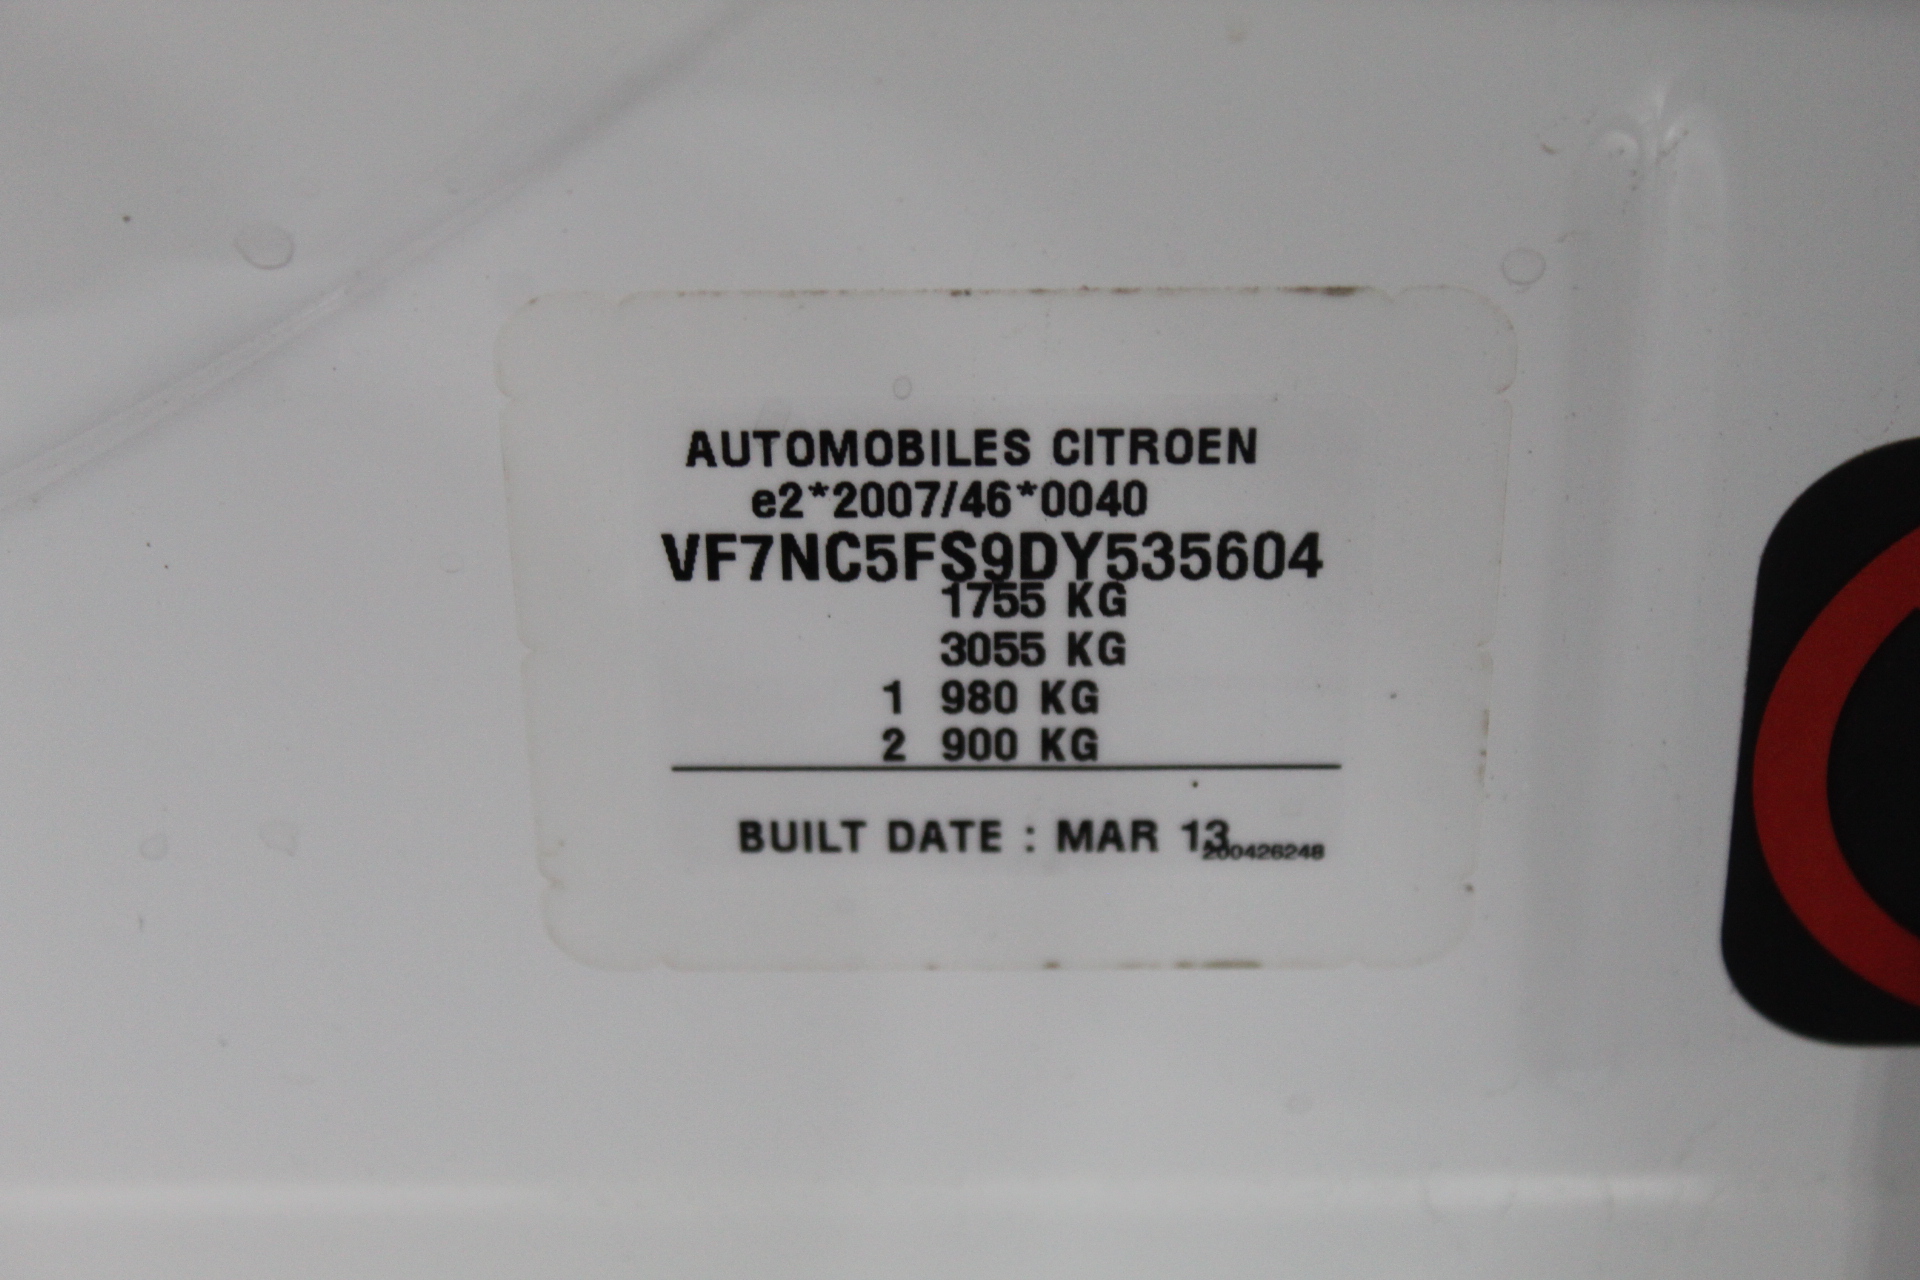 AUTOMOBILES CITROEN
e2*2007/46*0040
VF7NC5FS9DY535604
1755 KG
3055 KG
1 980 KG
2 900 KG
BUILT DATE : MAR 13
200426248